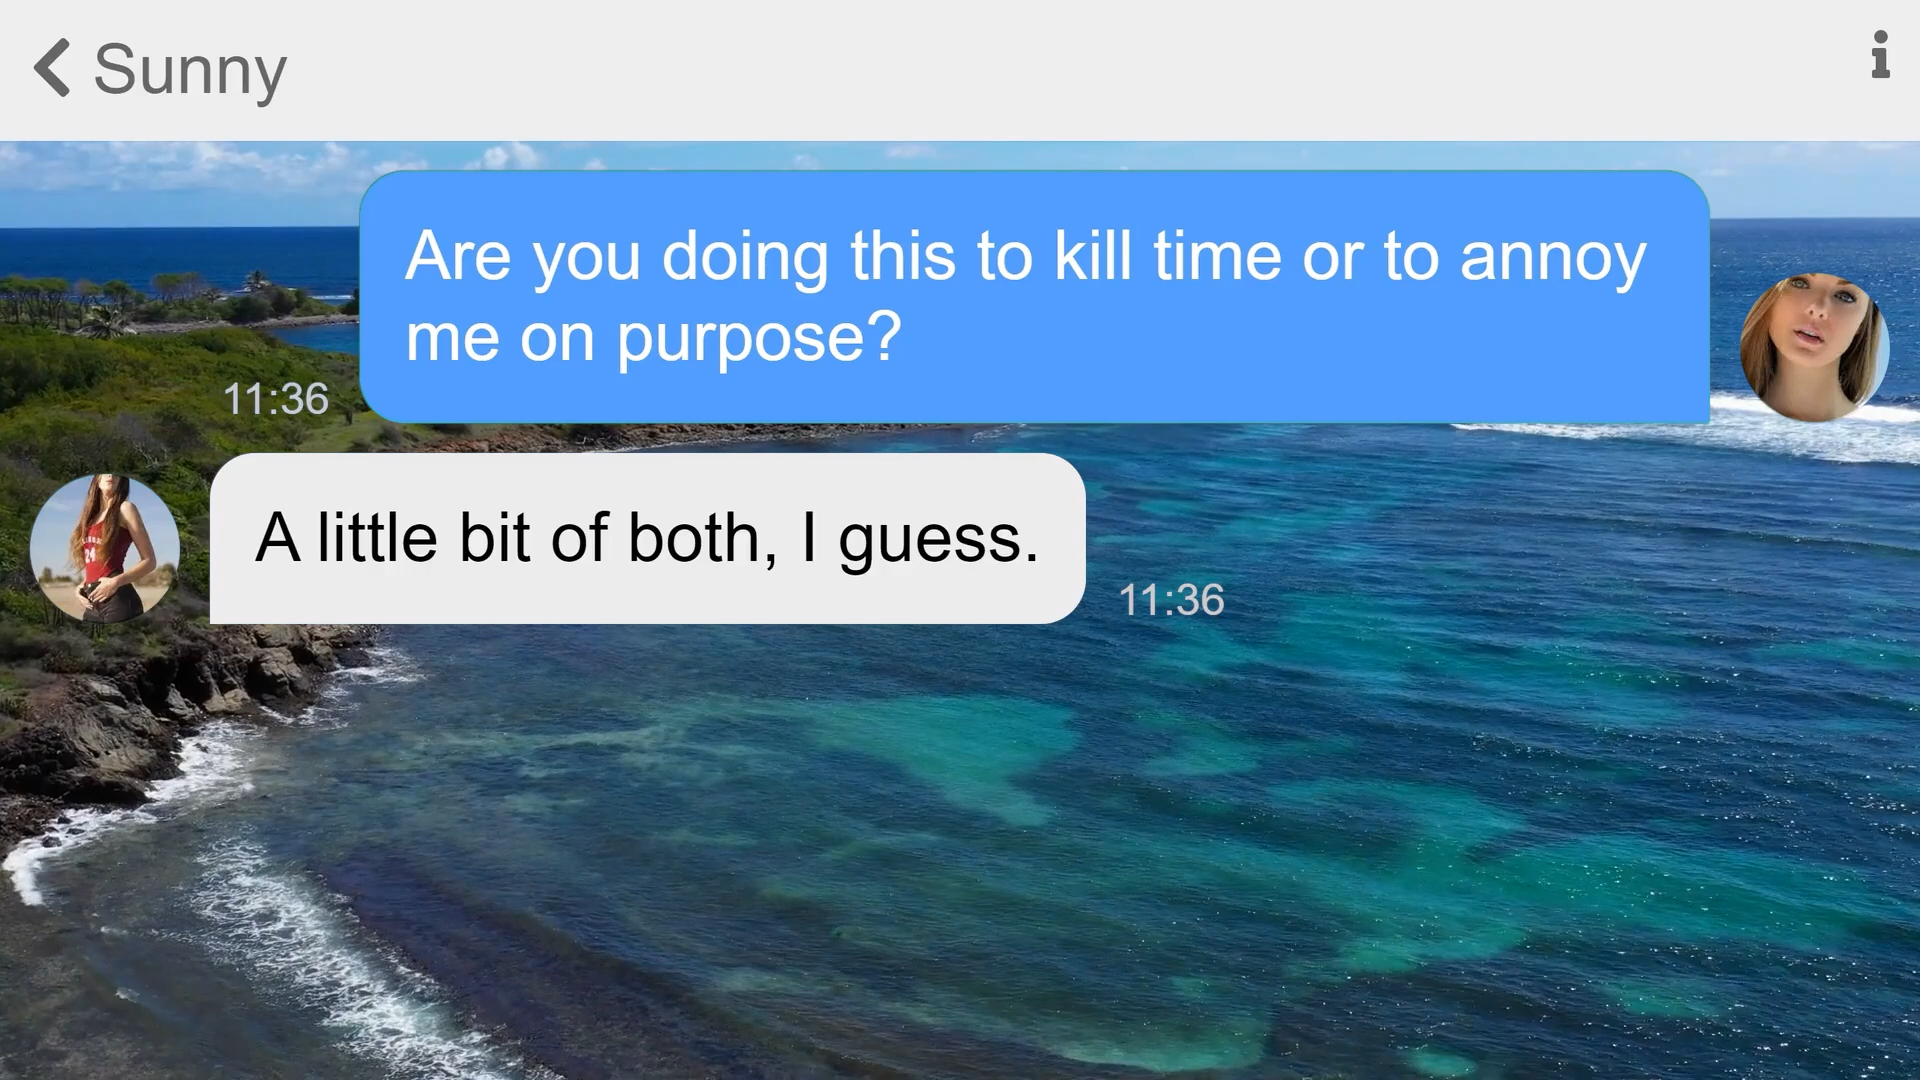 Sunny
Are you doing this to kill time or to annoy
me on purpose?
11:36
A little bit of both, I guess.
11:36